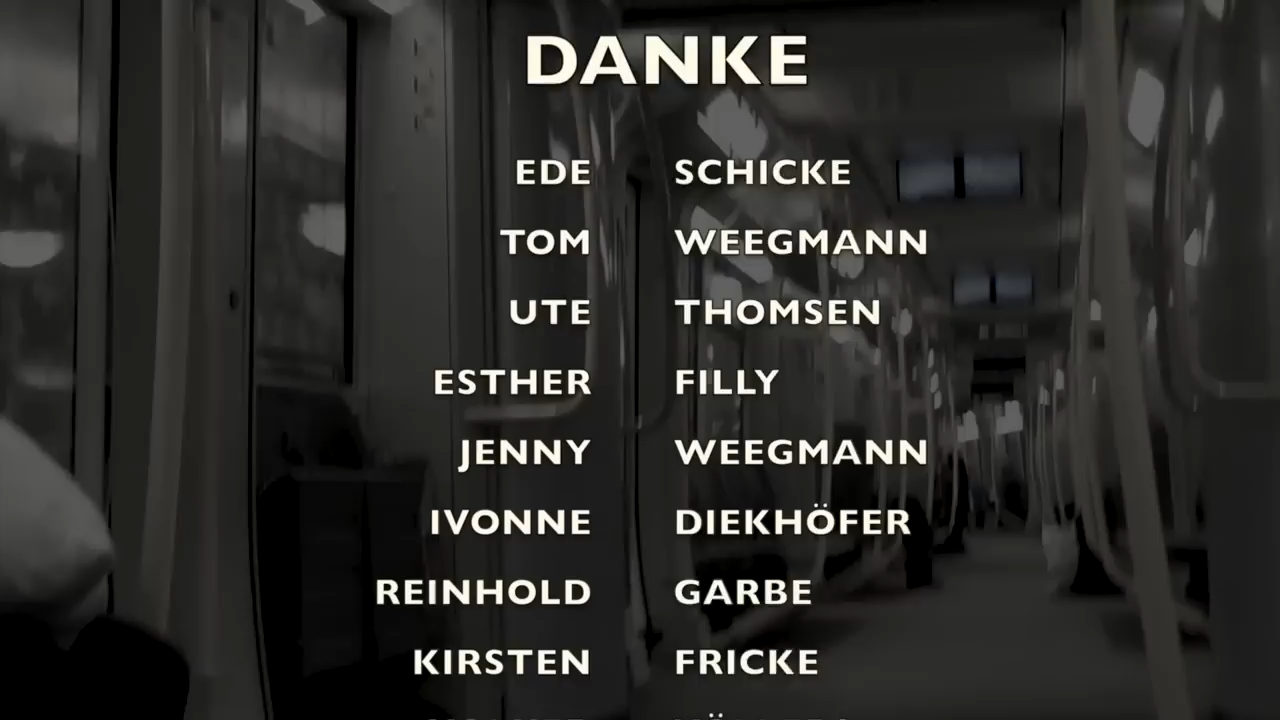 DANKE
EDE SCHICKE
TOM WEEGMANN
UTE THOMSEN
ESTHER FILLY
JENNY WEEGMANN
IVONNE DIEKHÖFER
REINHOLD GARBE
KIRSTEN FRICKE